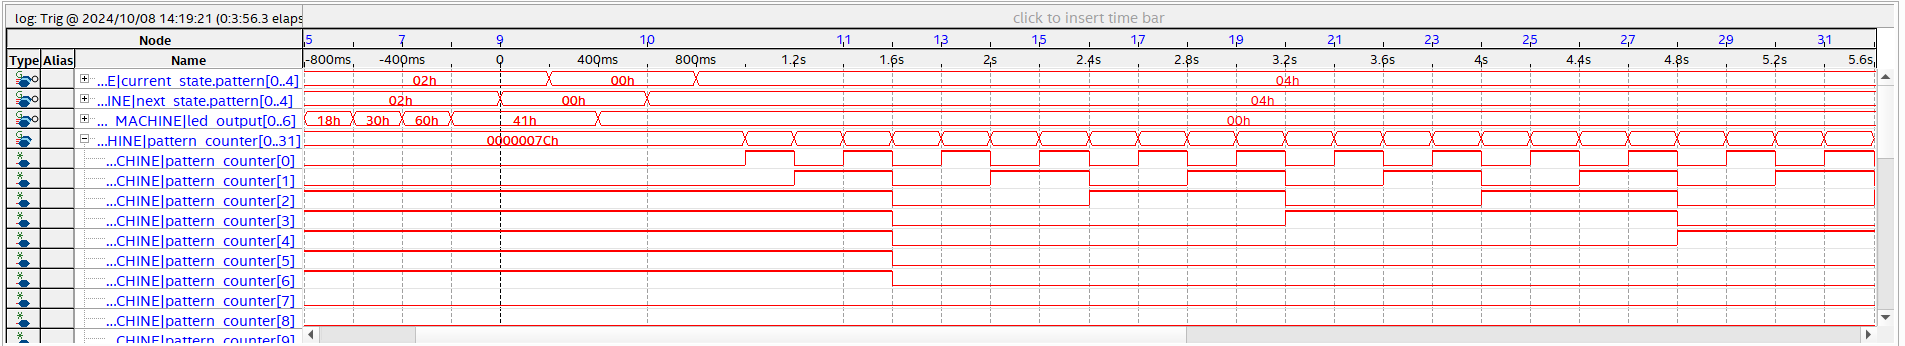 log: Trig @ 2024/10/08 14:19:21 (0:3:56.3 elaps click to insert time bar
Node 5 7 9 10 11 13 15 17 19 21 23 25 27 29 31
Type Alias Name -800ms -400ms 0 400ms 800ms 1.2s 1.6s 2s 2.4s 2.8s 3.2s 3.6s 4s 4.4s 4.8s 5.2s 5.6s
...E|current_state.pattern[0..4] 02h 00h 04h
...INE|next_state.pattern[0..4] 02h 00h 04h
..._MACHINE|led_output[0..6] 18h 30h 60h 41h 00h
...HINE|pattern_counter[0..31] 0000007Ch
...CHINE|pattern_counter[0]
...CHINE|pattern_counter[1]
...CHINE|pattern_counter[2]
...CHINE|pattern_counter[3]
...CHINE|pattern_counter[4]
...CHINE|pattern_counter[5]
...CHINE|pattern_counter[6]
...CHINE|pattern_counter[7]
...CHINE|pattern_counter[8]
...CHINE|pattern_counter[9]